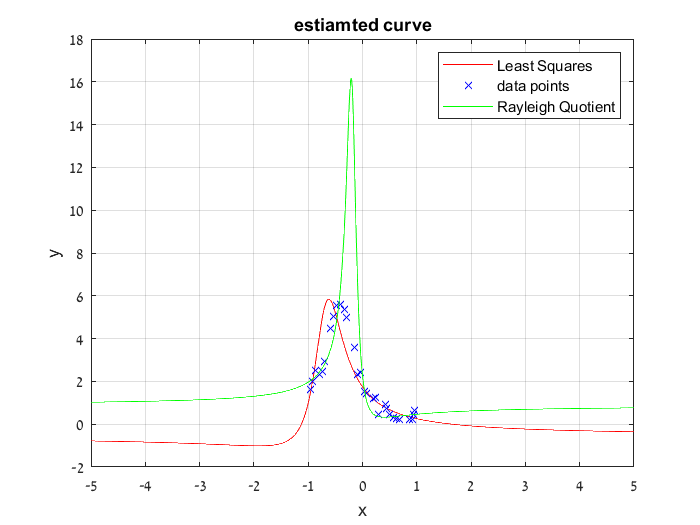 estiamted curve
18
16
14
12
10
8
6
4
2
0
-2
y
Least Squares
data points
Rayleigh Quotient
-5 -4 -3 -2 -1 0 1 2 3 4 5
x